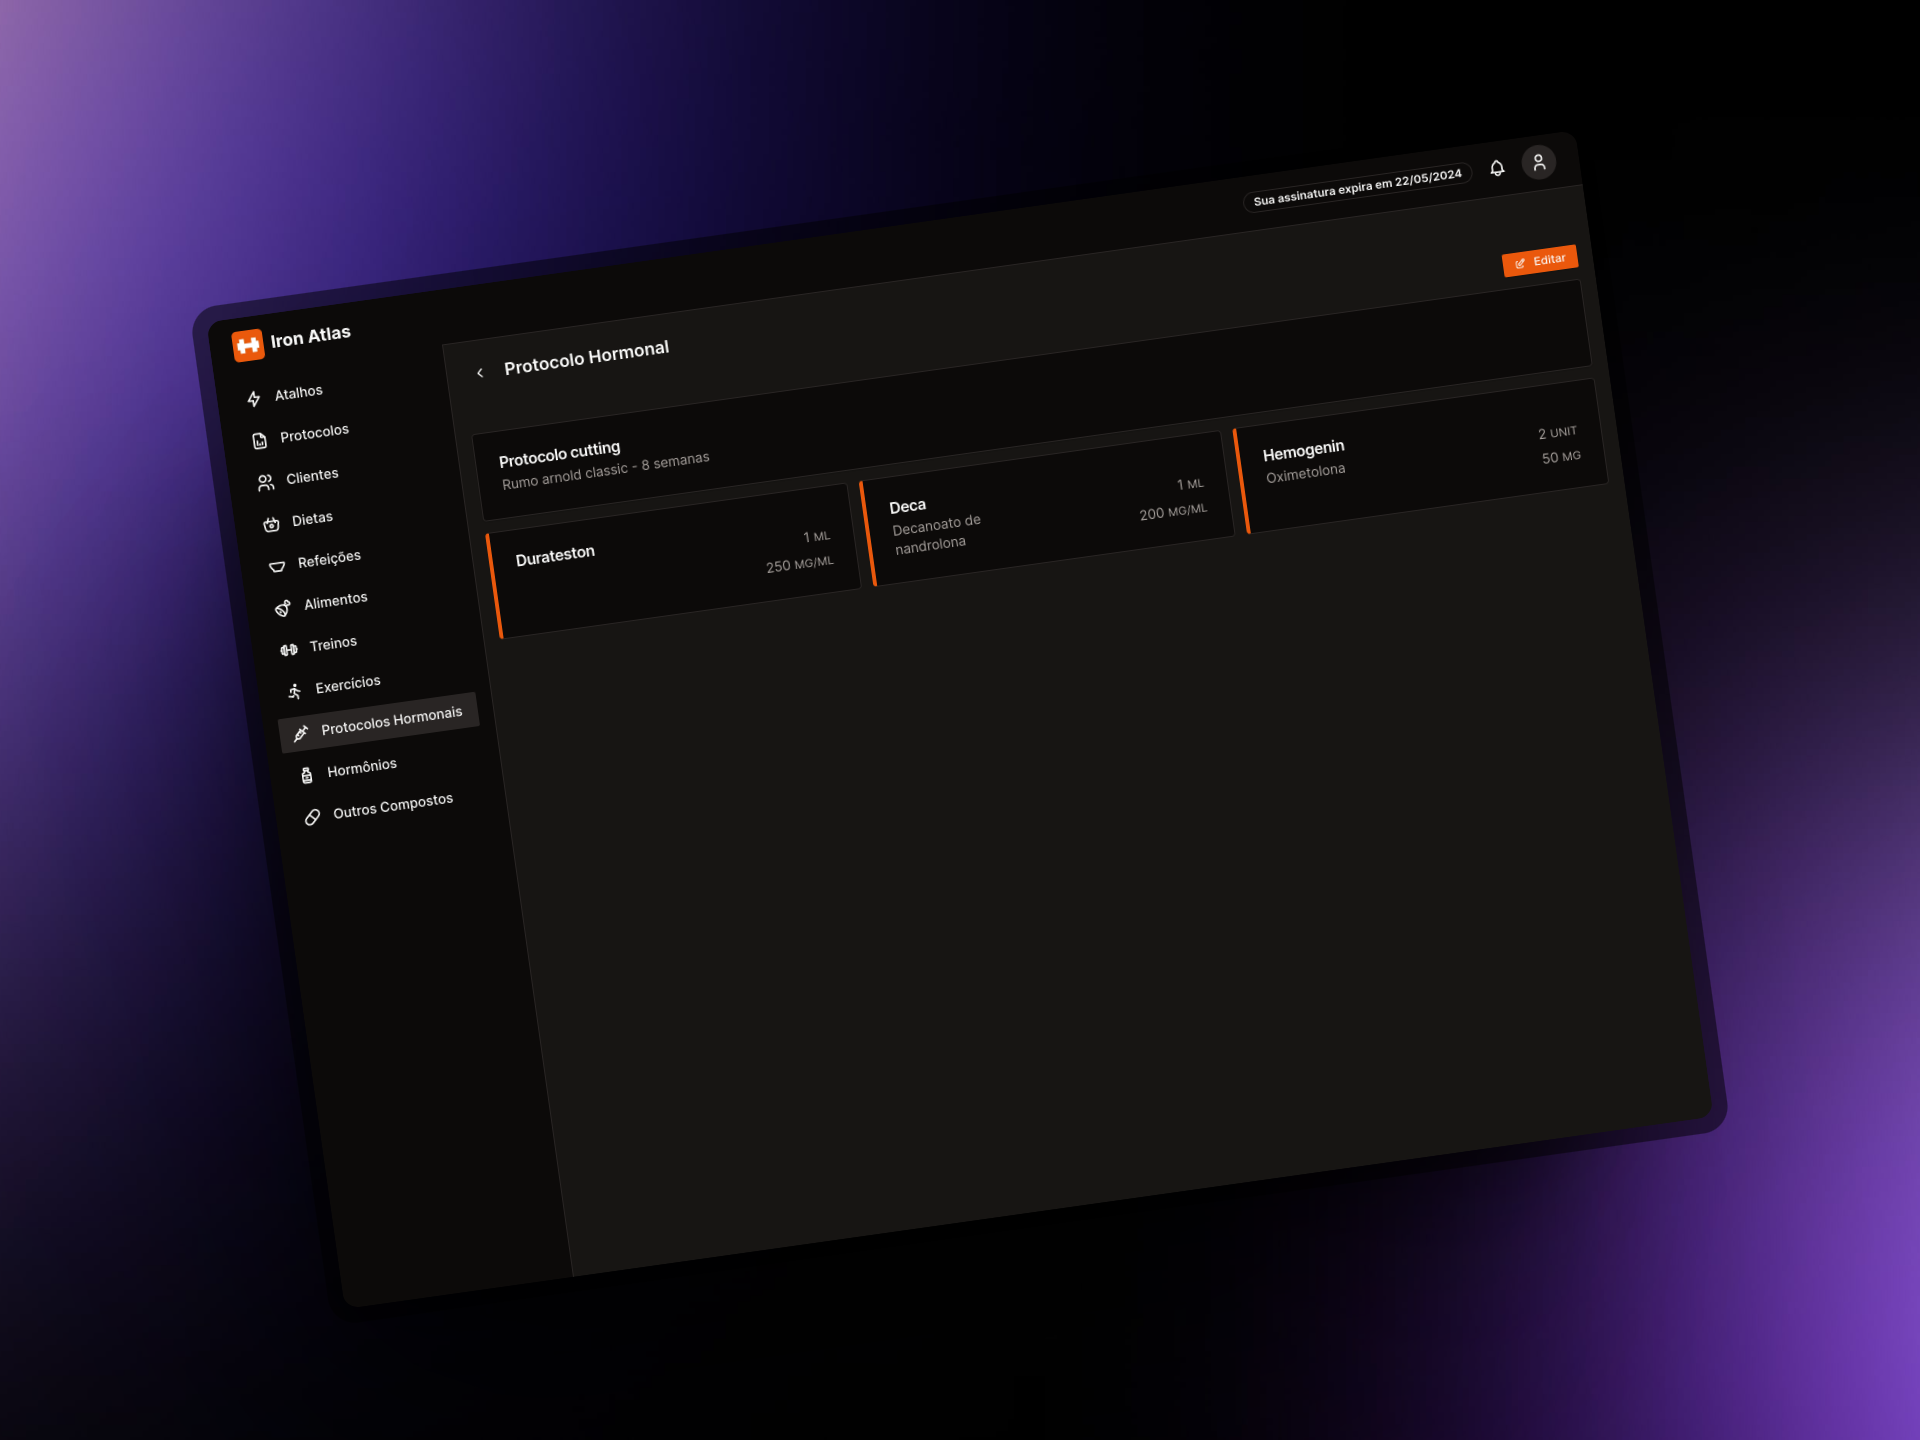 Sua assinatura expira em 22/05/2024
Iron Atlas
Atalhos
Protocolos
Clientes
Dietas
Refeições
Alimentos
Treinos
Exercícios
Protocolos Hormonais
Hormônios
Outros Compostos
Protocolo Hormonal
Editar
Protocolo cutting
Rumo arnold classic - 8 semanas
Durateston
1 ML
250 MG/ML
Deca
Decanoato de
nandrolona
1 ML
200 MG/ML
Hemogenin
Oximetolona
2 UNIT
50 MG